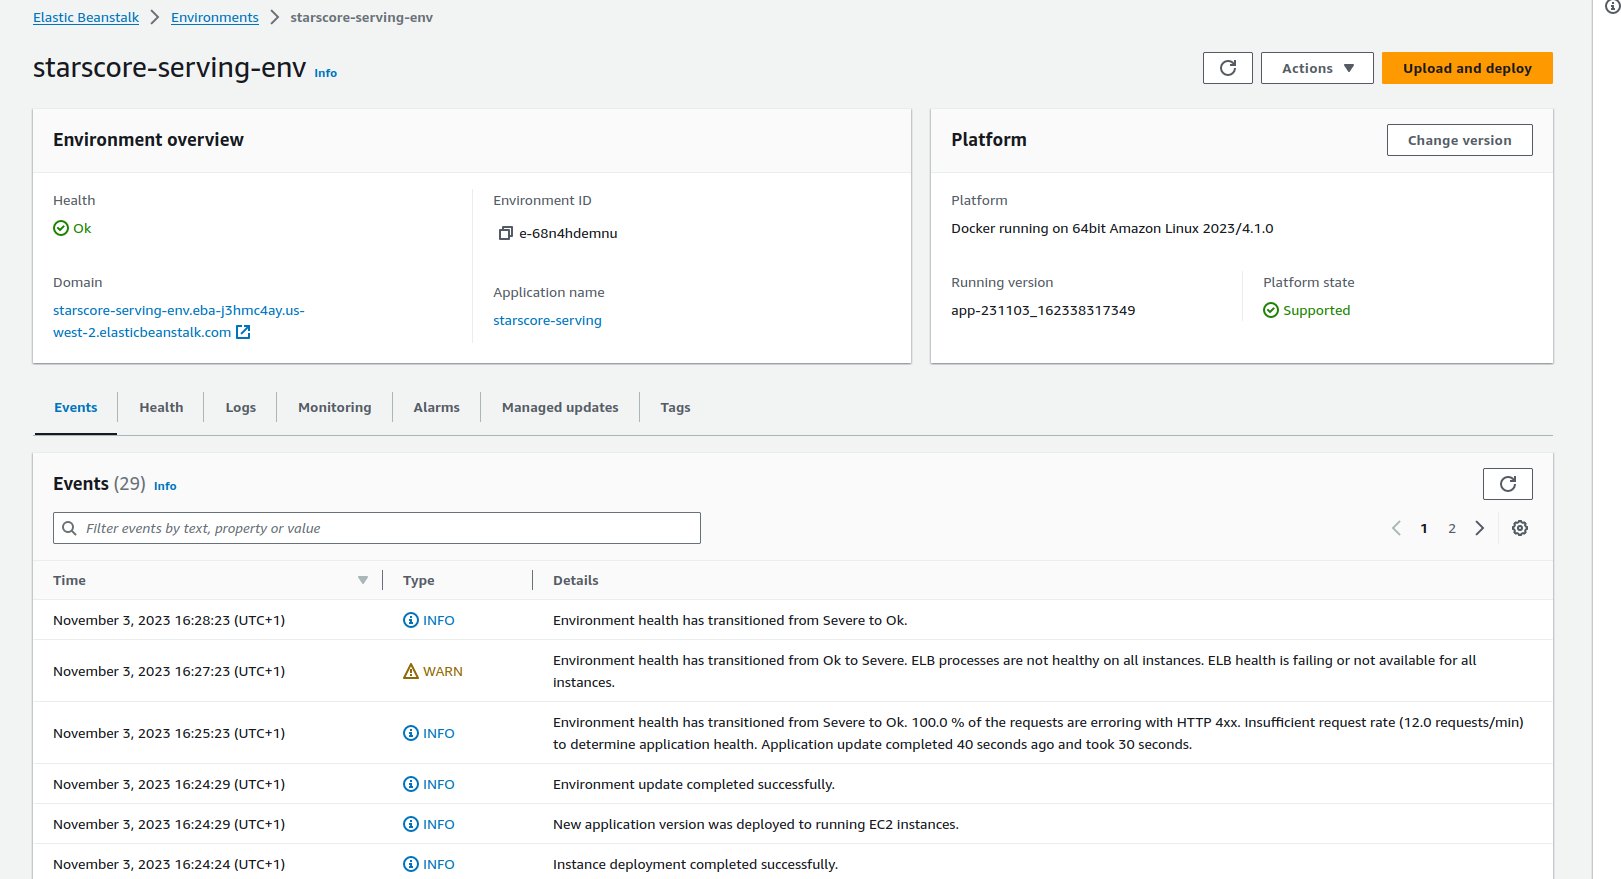 Elastic Beanstalk > Environments > starscore-serving-env
starscore-serving-env Info
Actions
Upload and deploy
Environment overview
Health
Ok
Domain
starscore-serving-env.eba-j3hmc4ay.us-
west-2.elasticbeanstalk.com
Environment ID
e-68n4hdemnu
Application name
starscore-serving
Platform
Change version
Platform
Docker running on 64bit Amazon Linux 2023/4.1.0
Running version
app-231103_162338317349
Platform state
Supported
Events Health Logs Monitoring Alarms Managed updates Tags
Events (29) Info
Filter events by text, property or value
1 2
Time Type Details
November 3, 2023 16:28:23 (UTC+1) INFO Environment health has transitioned from Severe to Ok.
November 3, 2023 16:27:23 (UTC+1) WARN Environment health has transitioned from Ok to Severe. ELB processes are not healthy on all instances. ELB health is failing or not available for all
instances.
November 3, 2023 16:25:23 (UTC+1) INFO Environment health has transitioned from Severe to Ok. 100.0 % of the requests are erroring with HTTP 4xx. Insufficient request rate (12.0 requests/min)
to determine application health. Application update completed 40 seconds ago and took 30 seconds.
November 3, 2023 16:24:29 (UTC+1) INFO Environment update completed successfully.
November 3, 2023 16:24:29 (UTC+1) INFO New application version was deployed to running EC2 instances.
November 3, 2023 16:24:24 (UTC+1) INFO Instance deployment completed successfully.